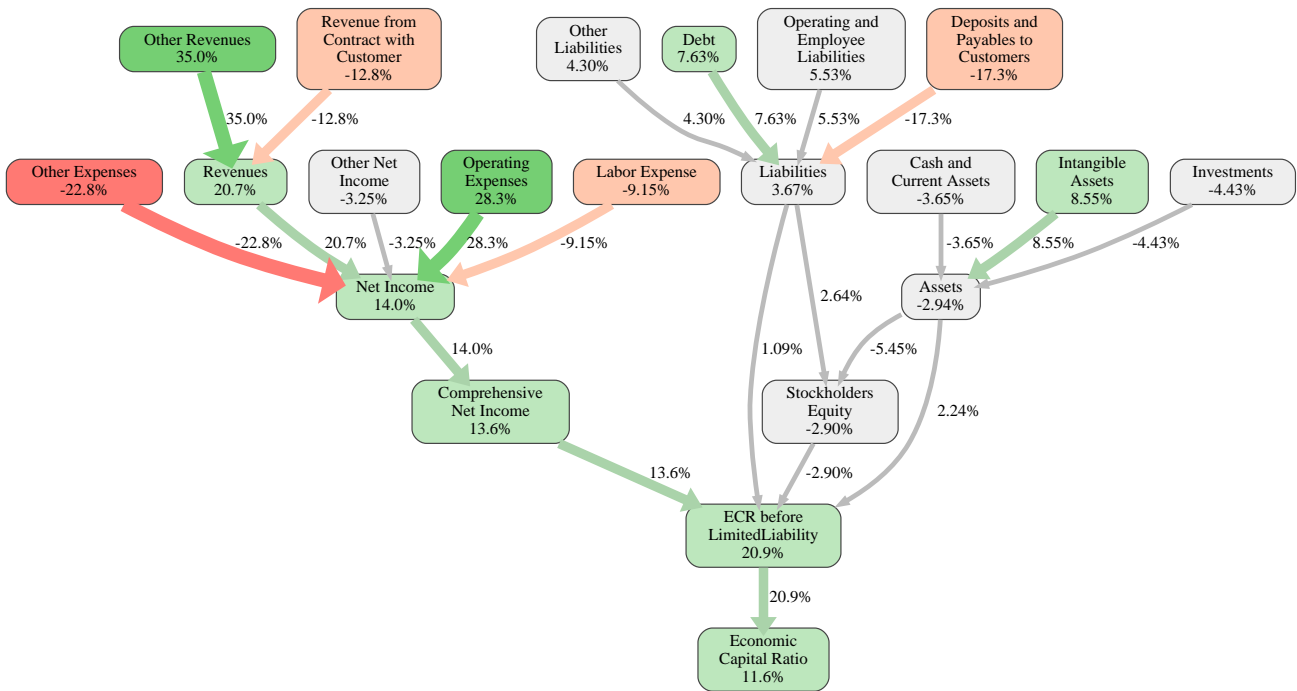 Other Revenues
35.0%
Revenue from
Contract with
Customer
-12.8%
Other
Liabilities
4.30%
Debt
7.63%
Operating and
Employee
Liabilities
5.53%
Deposits and
Payables to
Customers
-17.3%
35.0%
-12.8%
4.30%
7.63%
5.53%
-17.3%
Other Expenses
-22.8%
Revenues
20.7%
Other Net
Income
-3.25%
Operating
Expenses
28.3%
Labor Expense
-9.15%
Liabilities
3.67%
Cash and
Current Assets
-3.65%
Intangible
Assets
8.55%
Investments
-4.43%
-22.8%
20.7%
-3.25%
28.3%
-9.15%
-3.65%
8.55%
-4.43%
Net Income
14.0%
2.64%
Assets
-2.94%
14.0%
1.09%
-5.45%
Comprehensive
Net Income
13.6%
Stockholders
Equity
-2.90%
2.24%
13.6%
-2.90%
ECR before
LimitedLiability
20.9%
20.9%
Economic
Capital Ratio
11.6%